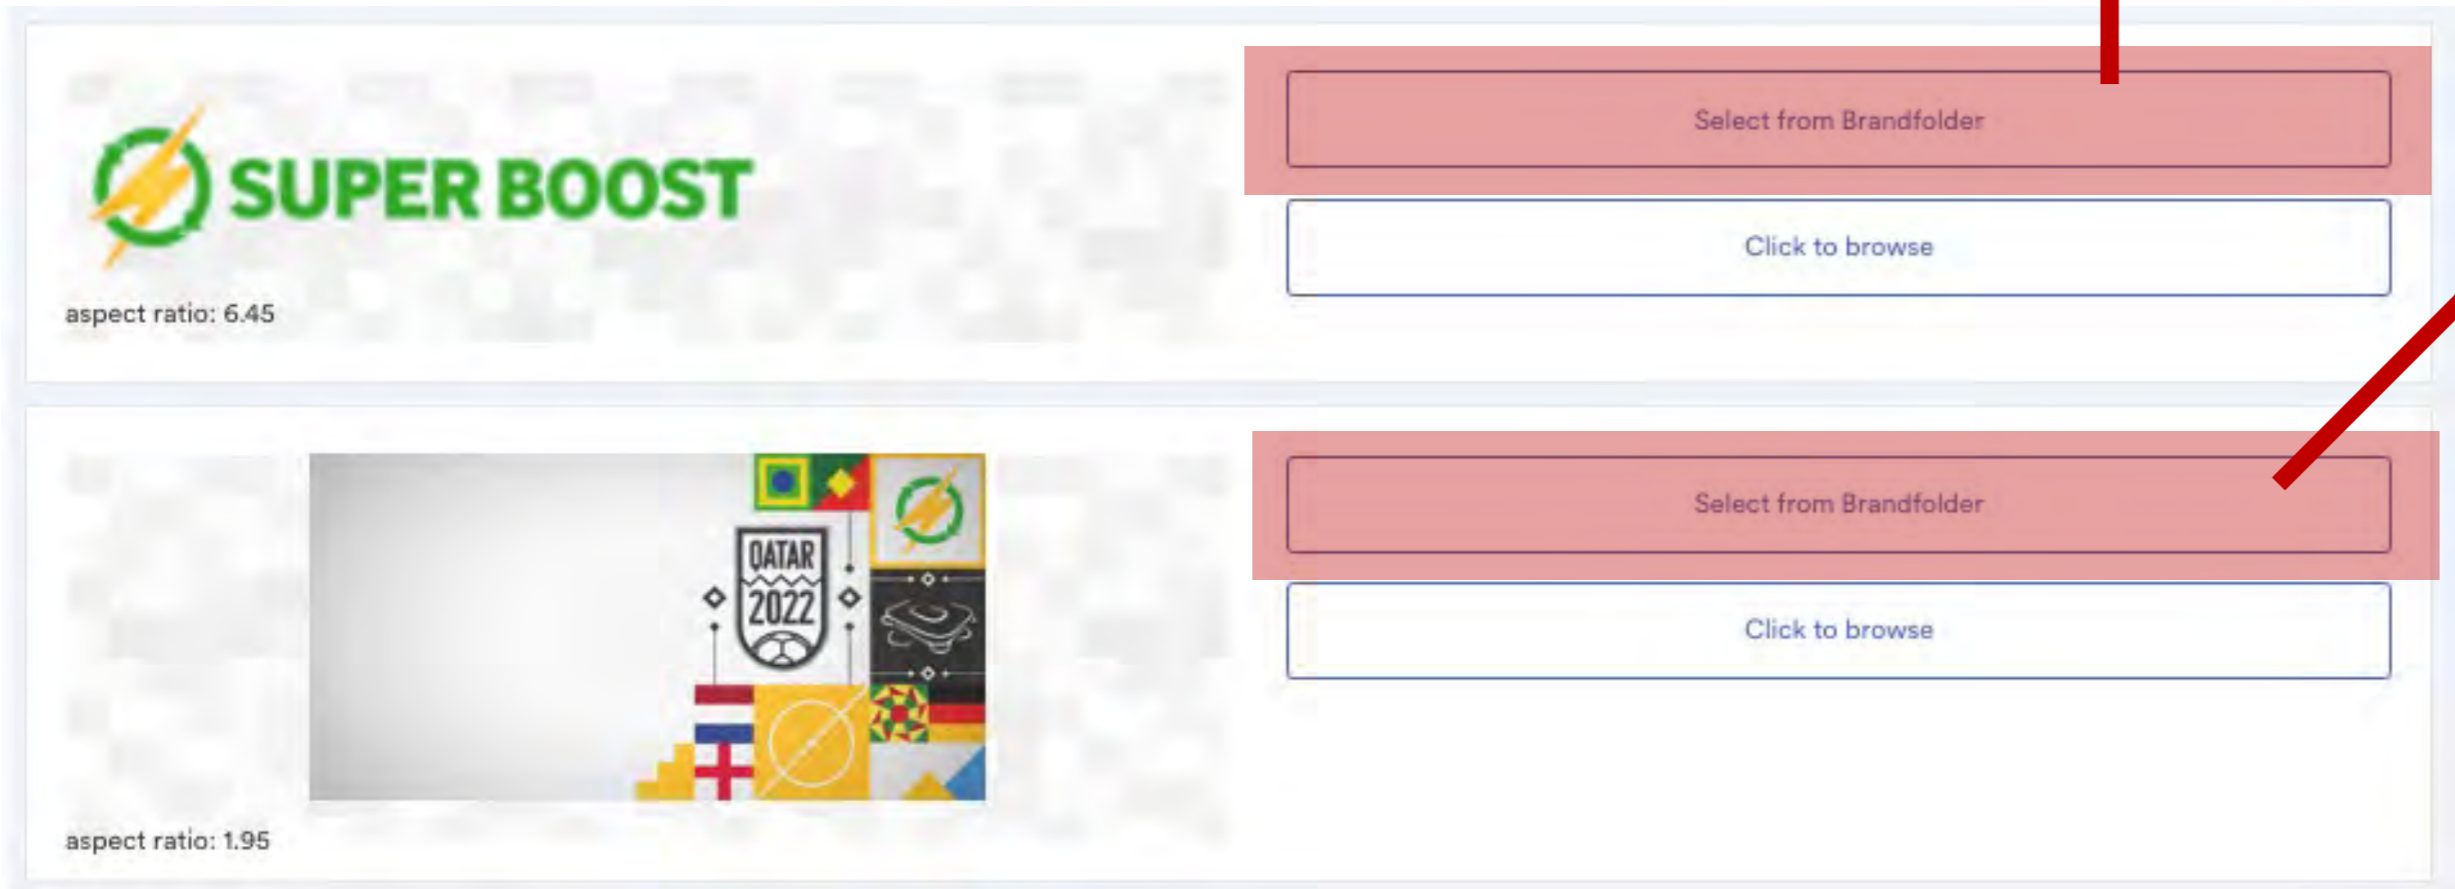 Select from Brandfolder
SUPER BOOST
Click to browse
aspect ratio: 6.45
Select from Brandfolder
QATAR
2022
Click to browse
aspect ratio: 1.95